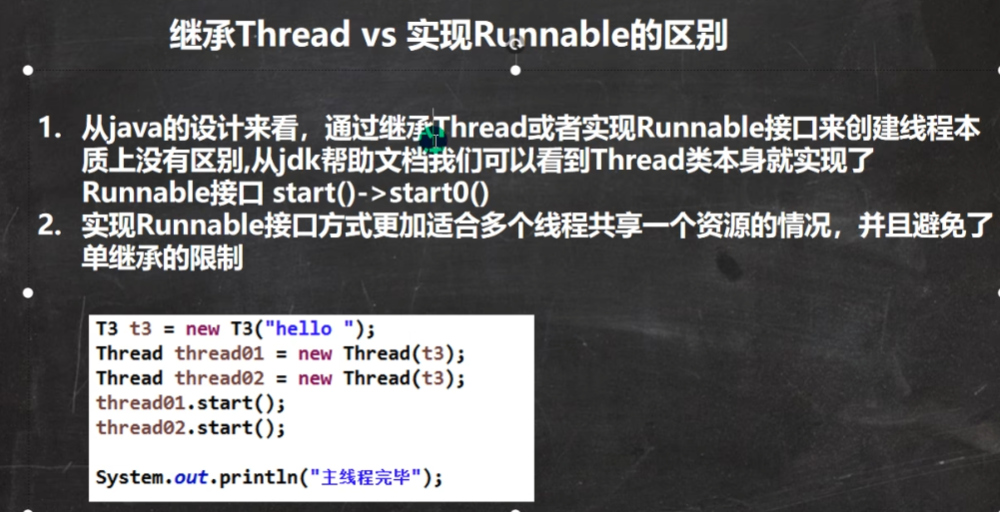 继承Thread vs 实现Runnable的区别
1. 从java的设计来看，通过继承Thread或者实现Runnable接口来创建线程本
质上没有区别,从jdk帮助文档我们可以看到Thread类本身就实现了
Runnable接口 start()->start0()
2. 实现Runnable接口方式更加适合多个线程共享一个资源的情况，并且避免了
单继承的限制
T3 t3 = new T3("hello ");
Thread thread01 = new Thread(t3);
Thread thread02 = new Thread(t3);
thread01.start();
thread02.start();
System.out.println("主线程完毕");